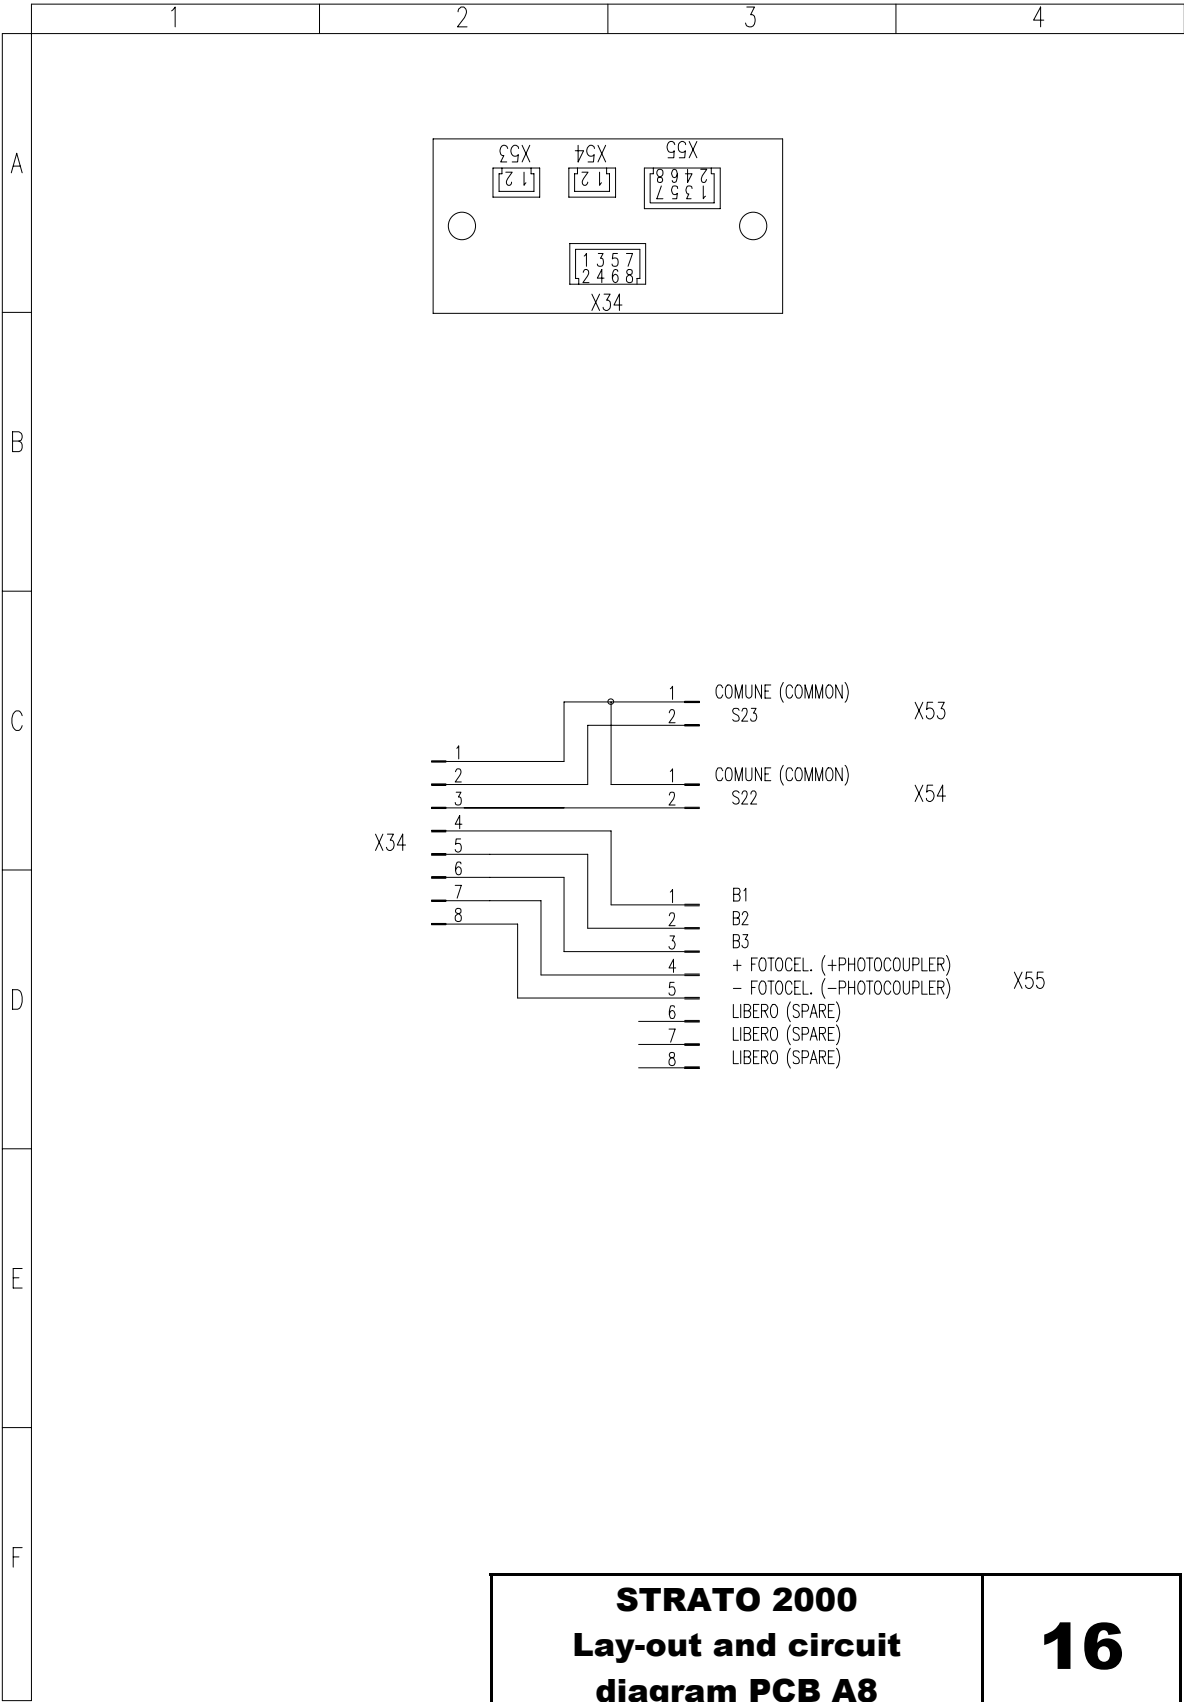 1 2 3 4
A
X53 X54 X55
2 1 2 1 8 6 4 2
7 5 3 1
1 3 5 7
2 4 6 8
X34
B
C
1 COMUNE (COMMON)
2 S23 X53
1
2 1 COMUNE (COMMON)
3 2 S22 X54
4
X34
5
6
7 1 B1
8 2 B2
3 B3
4 + FOTOCEL. (+PHOTOCOUPLER)
D 5 - FOTOCEL. (-PHOTOCOUPLER) X55
6 LIBERO (SPARE)
7 LIBERO (SPARE)
8 LIBERO (SPARE)
E
F
STRATO 2000
Lay-out and circuit
diagram PCB A8
16